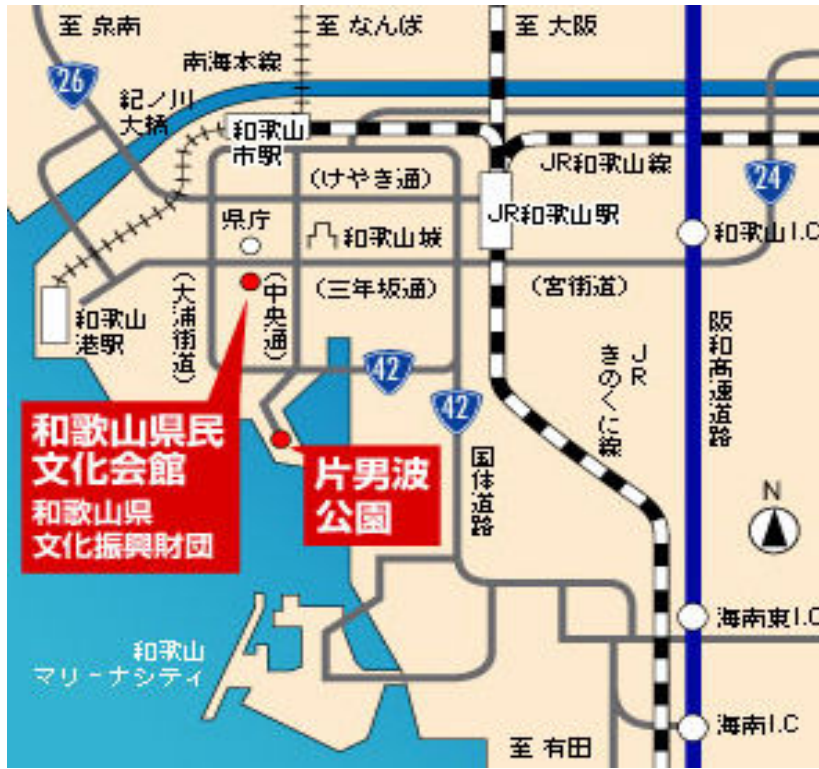 至 泉南
至 なんば
至 大阪
南海本線
26
紀ノ川
大橋
和歌山
市駅
JR和歌山線
(けやき通)
24
県庁
JR和歌山駅
和歌山城
和歌山I.C
(大浦街道)
(中央通)
(三年坂通)
(宮街道)
和歌山
港駅
阪和高速道路
JR
きのくに線
42
42
和歌山県民
文化会館
和歌山県
文化振興財団
片男波
公園
国体道路
N
海南東I.C
和歌山
マリーナシティ
海南I.C
至 有田